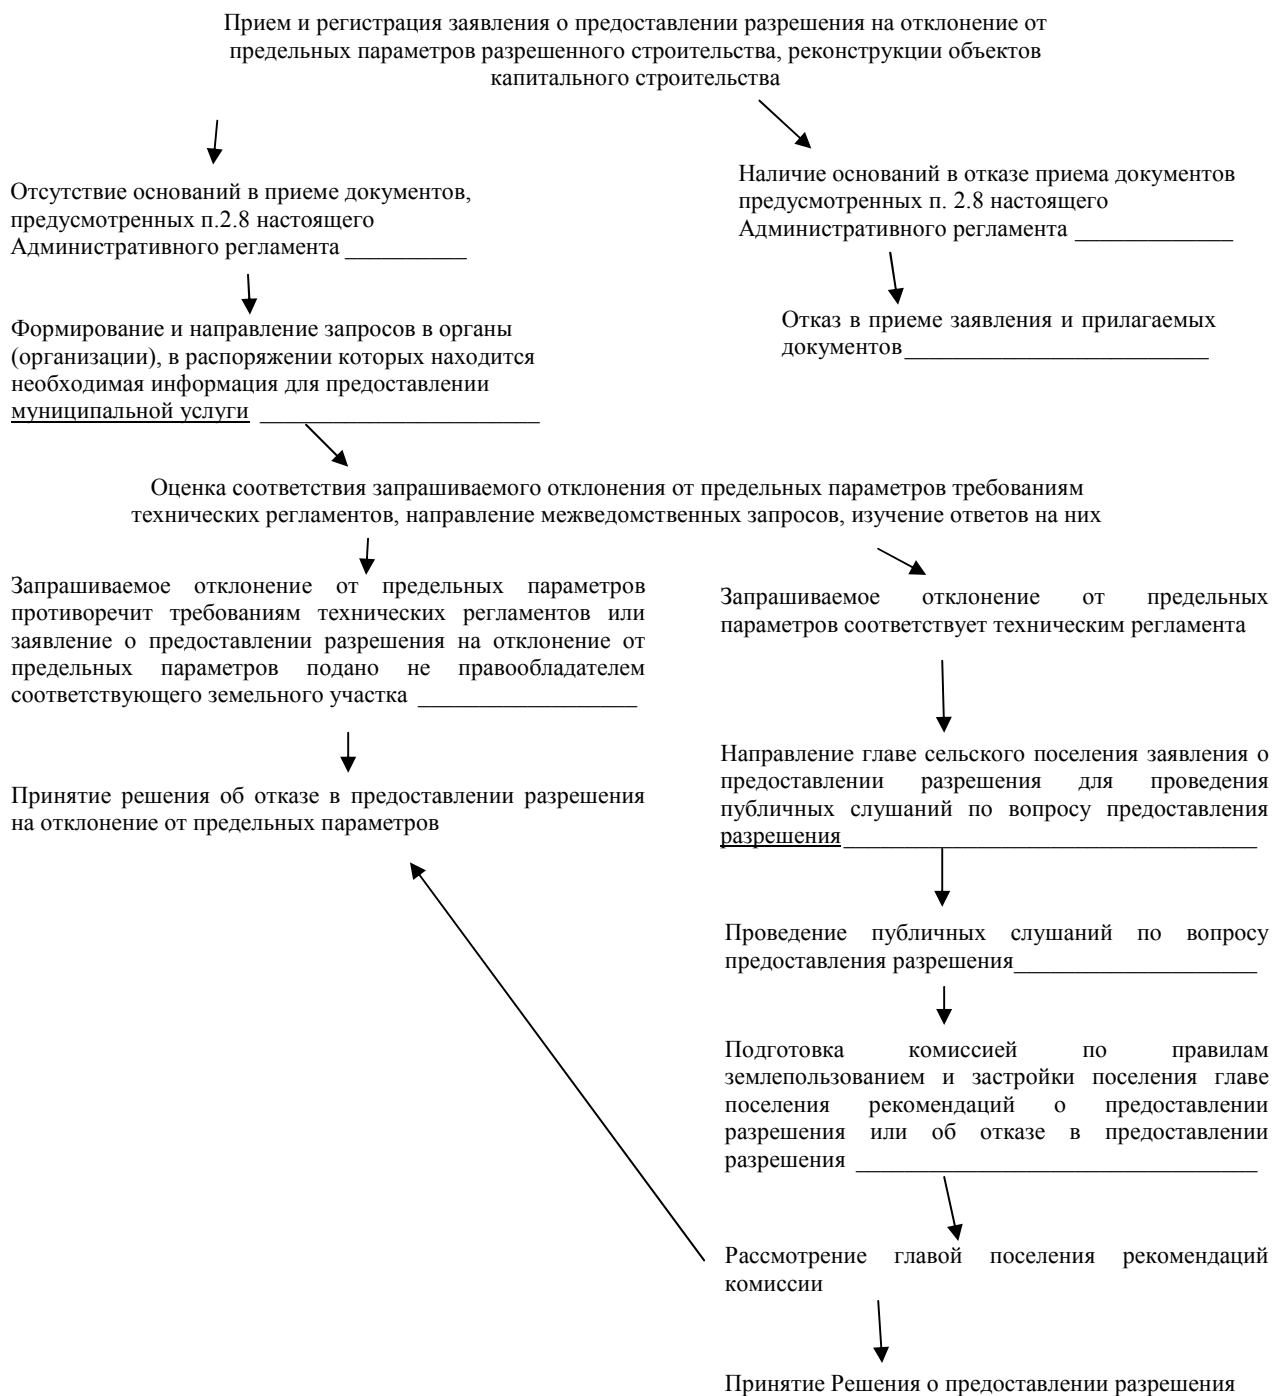 Прием и регистрация заявления о предоставлении разрешения на отклонение от
предельных параметров разрешенного строительства, реконструкции объектов
капитального строительства
Отсутствие оснований в приеме документов,
предусмотренных п.2.8 настоящего
Административного регламента __________
Наличие оснований в отказе приема документов
предусмотренных п. 2.8 настоящего
Административного регламента _____________
Формирование и направление запросов в органы
(организации), в распоряжении которых находится
необходимая информация для предоставлении
муниципальной услуги _______________________
Отказ в приеме заявления и прилагаемых
документов_________________________
Оценка соответствия запрашиваемого отклонения от предельных параметров требованиям
технических регламентов, направление межведомственных запросов, изучение ответов на них
Запрашиваемое отклонение от предельных параметров
противоречит требованиям технических регламентов или
заявление о предоставлении разрешения на отклонение от
предельных параметров подано не правообладателем
соответствующего земельного участка __________________
Запрашиваемое отклонение от предельных
параметров соответствует техническим регламента
Принятие решения об отказе в предоставлении разрешения
на отклонение от предельных параметров
Направление главе сельского поселения заявления о
предоставлении разрешения для проведения
публичных слушаний по вопросу предоставления
разрешения__________________________________
Проведение публичных слушаний по вопросу
предоставления разрешения____________________
Подготовка комиссией по правилам
землепользованием и застройки поселения главе
поселения рекомендаций о предоставлении
разрешения или об отказе в предоставлении
разрешения _________________________________
Рассмотрение главой поселения рекомендаций
комиссии
Принятие Решения о предоставлении разрешения